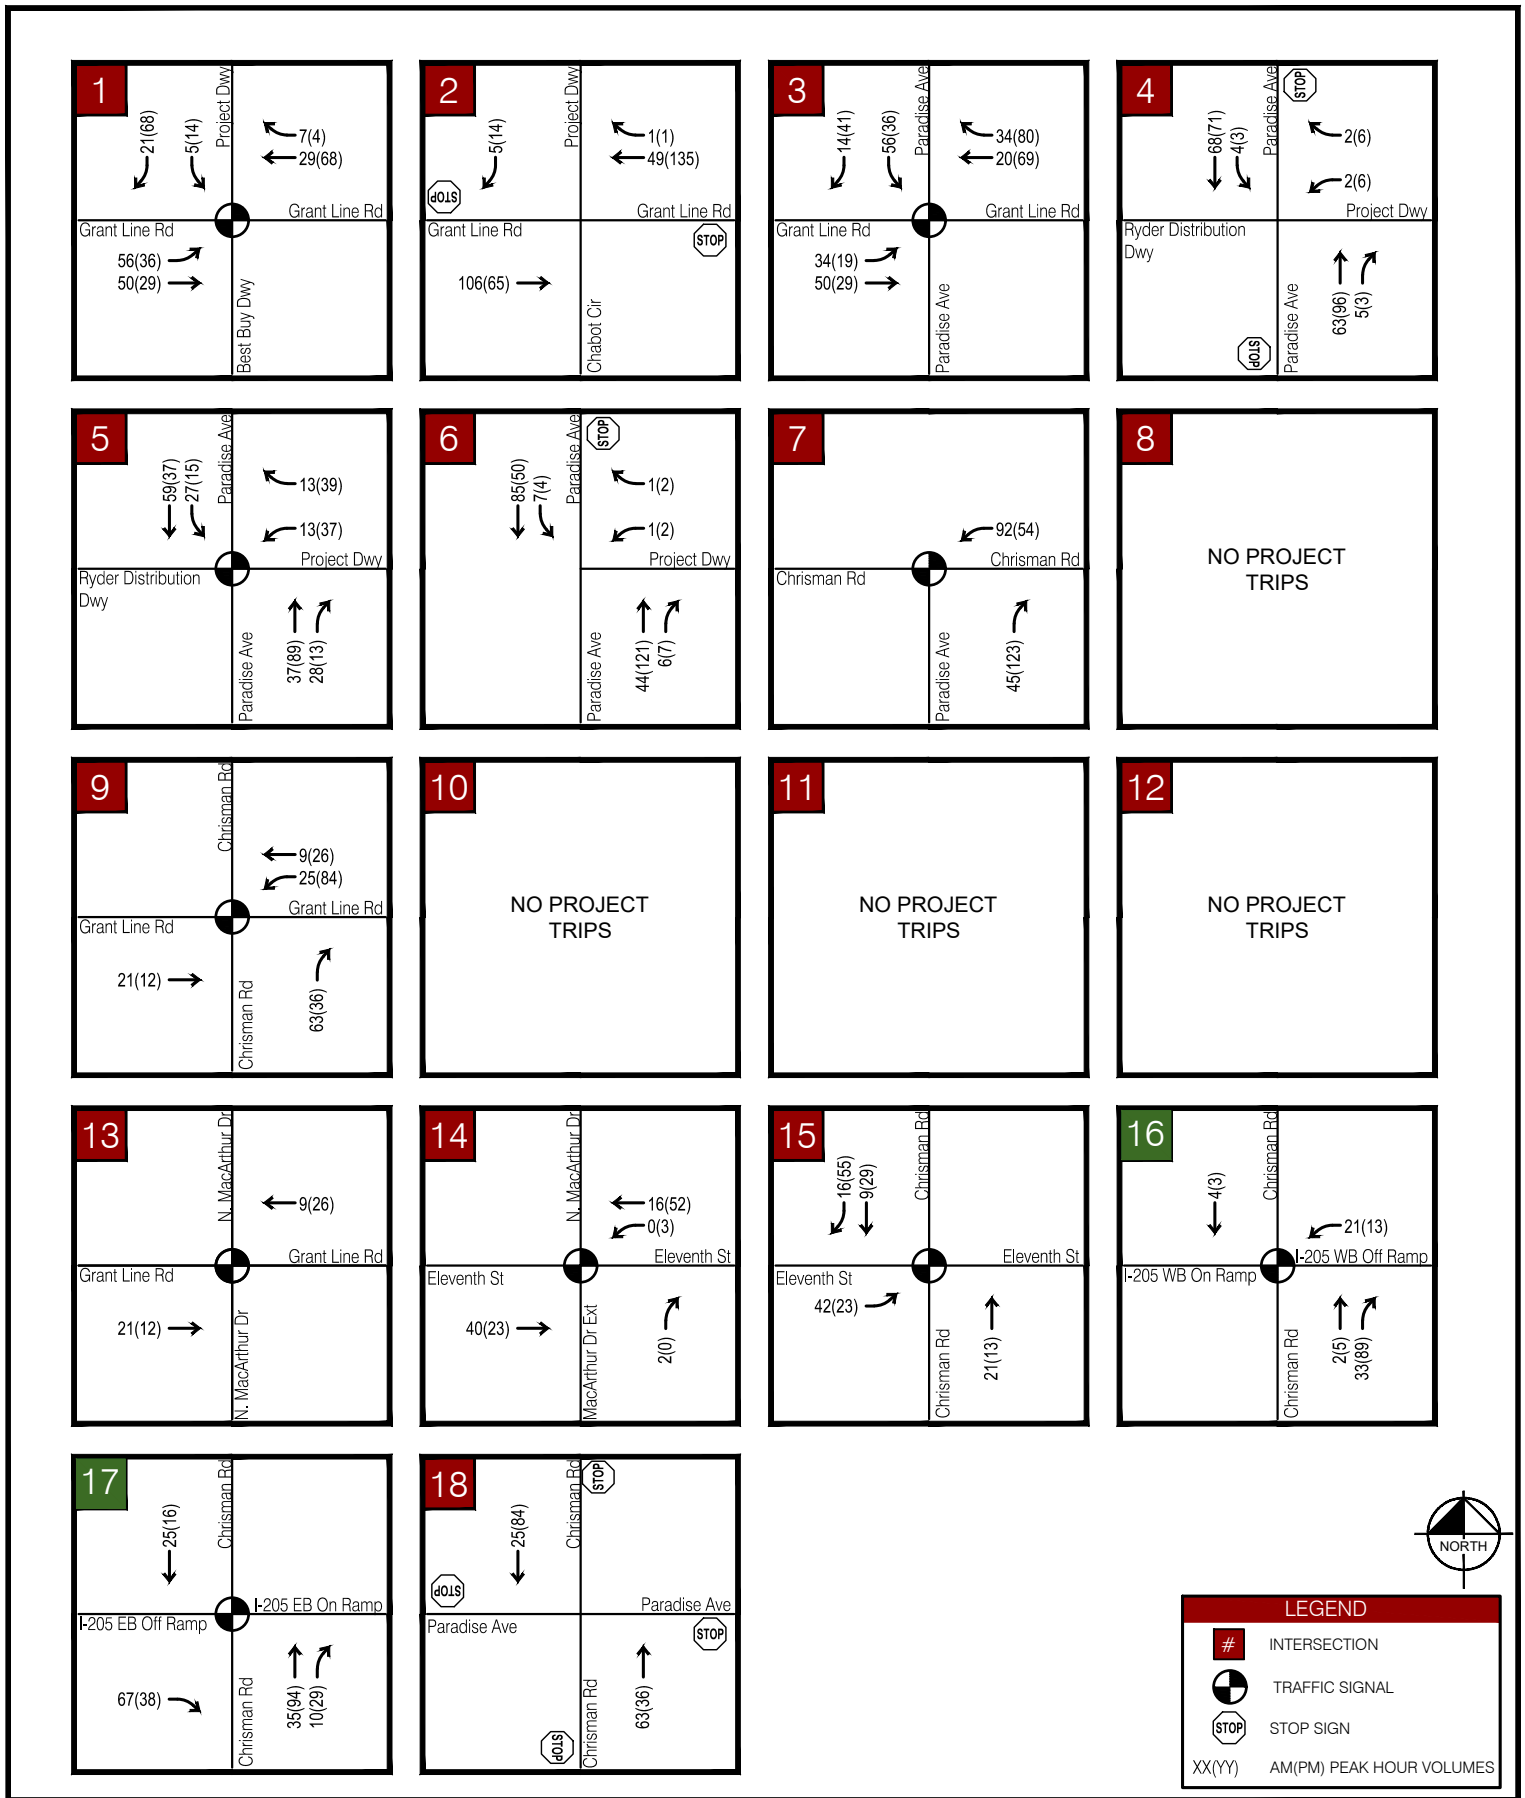 1
21(68)
5(14)
Project Dwy
7(4)
29(68)
Grant Line Rd
Grant Line Rd
56(36)
50(29)
Best Buy Dwy
2
5(14)
Project Dwy
1(1)
49(135)
STOP
Grant Line Rd
Grant Line Rd
STOP
106(65)
Chabot Cir
3
14(41)
56(36)
Paradise Ave
34(80)
20(69)
Grant Line Rd
Grant Line Rd
34(19)
50(29)
Paradise Ave
4
68(71)
4(3)
Paradise Ave
STOP
2(6)
2(6)
Project Dwy
Ryder Distribution
Dwy
63(96)
5(3)
Paradise Ave
STOP
5
59(37)
27(15)
Paradise Ave
13(39)
13(37)
Project Dwy
Ryder Distribution
Dwy
37(89)
28(13)
Paradise Ave
6
85(50)
7(4)
Paradise Ave
STOP
1(2)
1(2)
Project Dwy
44(121)
6(7)
Paradise Ave
7
92(54)
Chrisman Rd
Chrisman Rd
45(123)
Paradise Ave
8
NO PROJECT
TRIPS
9
Chrisman Rd
9(26)
25(84)
Grant Line Rd
Grant Line Rd
21(12)
63(36)
Chrisman Rd
10
NO PROJECT
TRIPS
11
NO PROJECT
TRIPS
12
NO PROJECT
TRIPS
13
N. MacArthur Dr
9(26)
Grant Line Rd
Grant Line Rd
21(12)
N. MacArthur Dr
14
N. MacArthur Dr
16(52)
0(3)
Eleventh St
Eleventh St
40(23)
2(0)
MacArthur Dr Ext
15
16(55)
9(29)
Chrisman Rd
Eleventh St
Eleventh St
42(23)
21(13)
Chrisman Rd
16
4(3)
Chrisman Rd
21(13)
I-205 WB Off Ramp
I-205 WB On Ramp
2(5)
33(89)
Chrisman Rd
17
25(16)
Chrisman Rd
I-205 EB On Ramp
I-205 EB Off Ramp
67(38)
35(94)
10(29)
Chrisman Rd
18
25(84)
Chrisman Rd
STOP
STOP
Paradise Ave
Paradise Ave
STOP
63(36)
Chrisman Rd
STOP
NORTH
LEGEND
# INTERSECTION
TRAFFIC SIGNAL
STOP STOP SIGN
XX(YY) AM(PM) PEAK HOUR VOLUMES